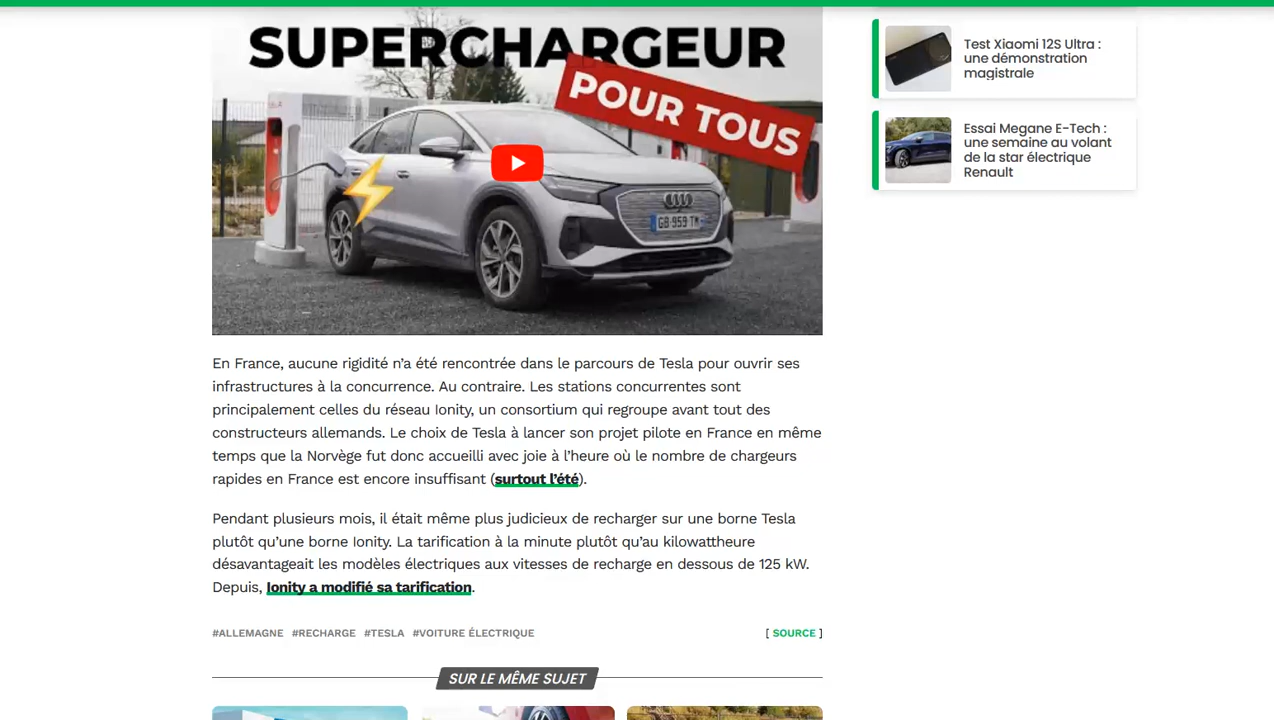 SUPERCHARGEUR
POUR TOUS
GB-959
Test Xiaomi 12S Ultra :
une démonstration
magistrale
Essai Megane E-Tech :
une semaine au volant
de la star électrique
Renault
En France, aucune rigidité n’a été rencontrée dans le parcours de Tesla pour ouvrir ses
infrastructures à la concurrence. Au contraire. Les stations concurrentes sont
principalement celles du réseau Ionity, un consortium qui regroupe avant tout des
constructeurs allemands. Le choix de Tesla à lancer son projet pilote en France en même
temps que la Norvège fut donc accueilli avec joie à l’heure où le nombre de chargeurs
rapides en France est encore insuffisant (surtout l’été).
Pendant plusieurs mois, il était même plus judicieux de recharger sur une borne Tesla
plutôt qu’une borne Ionity. La tarification à la minute plutôt qu’au kilowattheure
désavantageait les modèles électriques aux vitesses de recharge en dessous de 125 kW.
Depuis, Ionity a modifié sa tarification.
#ALLEMAGNE #RECHARGE #TESLA #VOITURE ÉLECTRIQUE
[ SOURCE ]
SUR LE MÊME SUJET